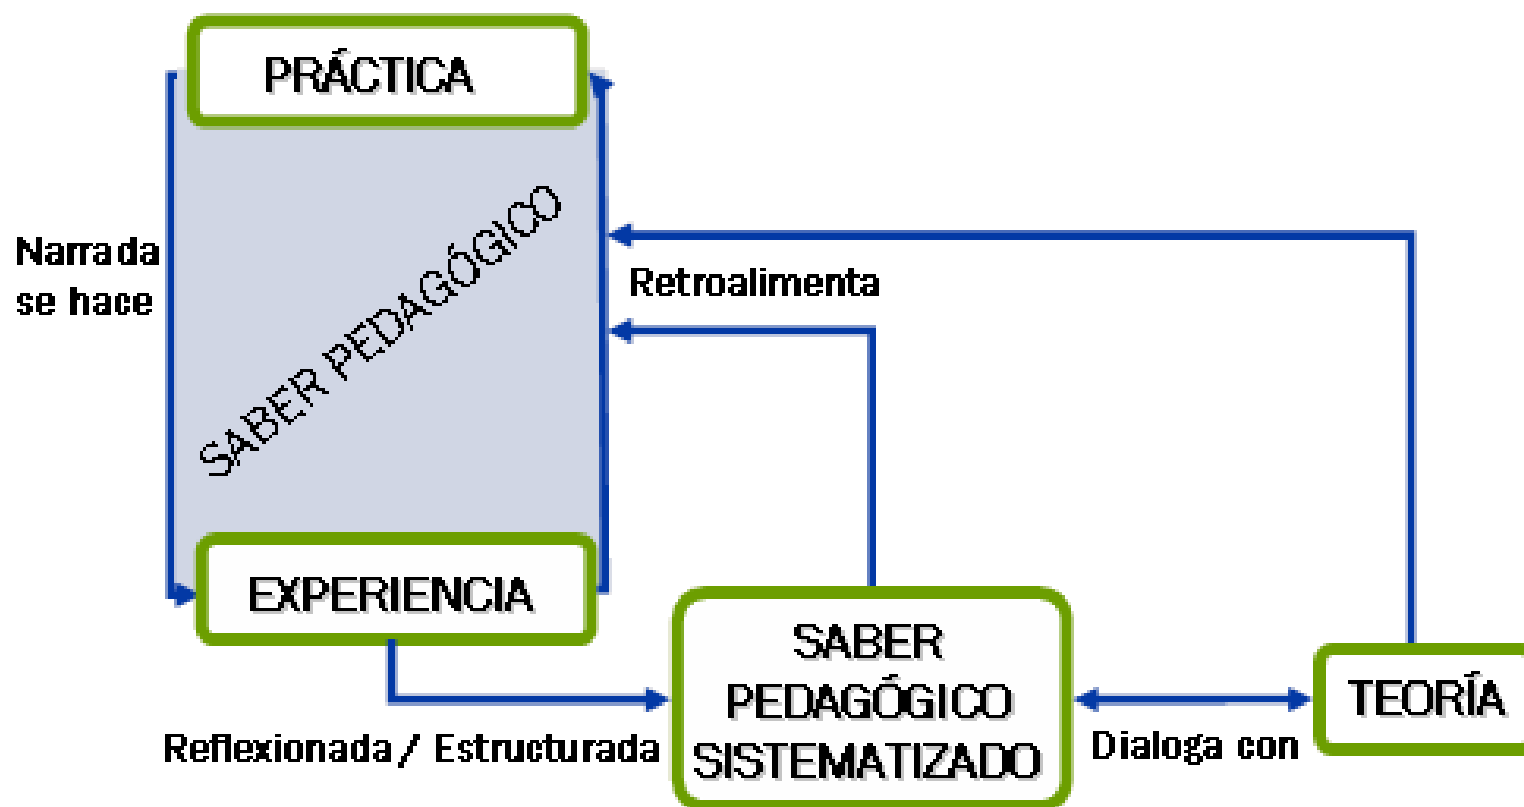 PRÁCTICA
SABER PEDAGÓGICO
Narrada
se hace
Retroalimenta
EXPERIENCIA
Reflexionada / Estructurada
SABER
PEDAGÓGICO
SISTEMATIZADO
Dialoga con
TEORÍA